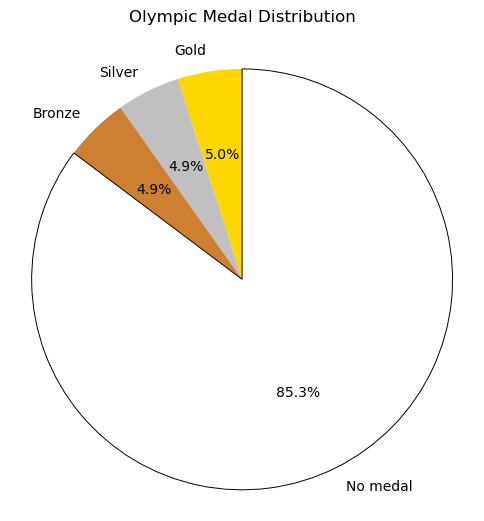 Olympic Medal Distribution
Gold
Silver
Bronze
5.0%
4.9%
4.9%
85.3%
No medal